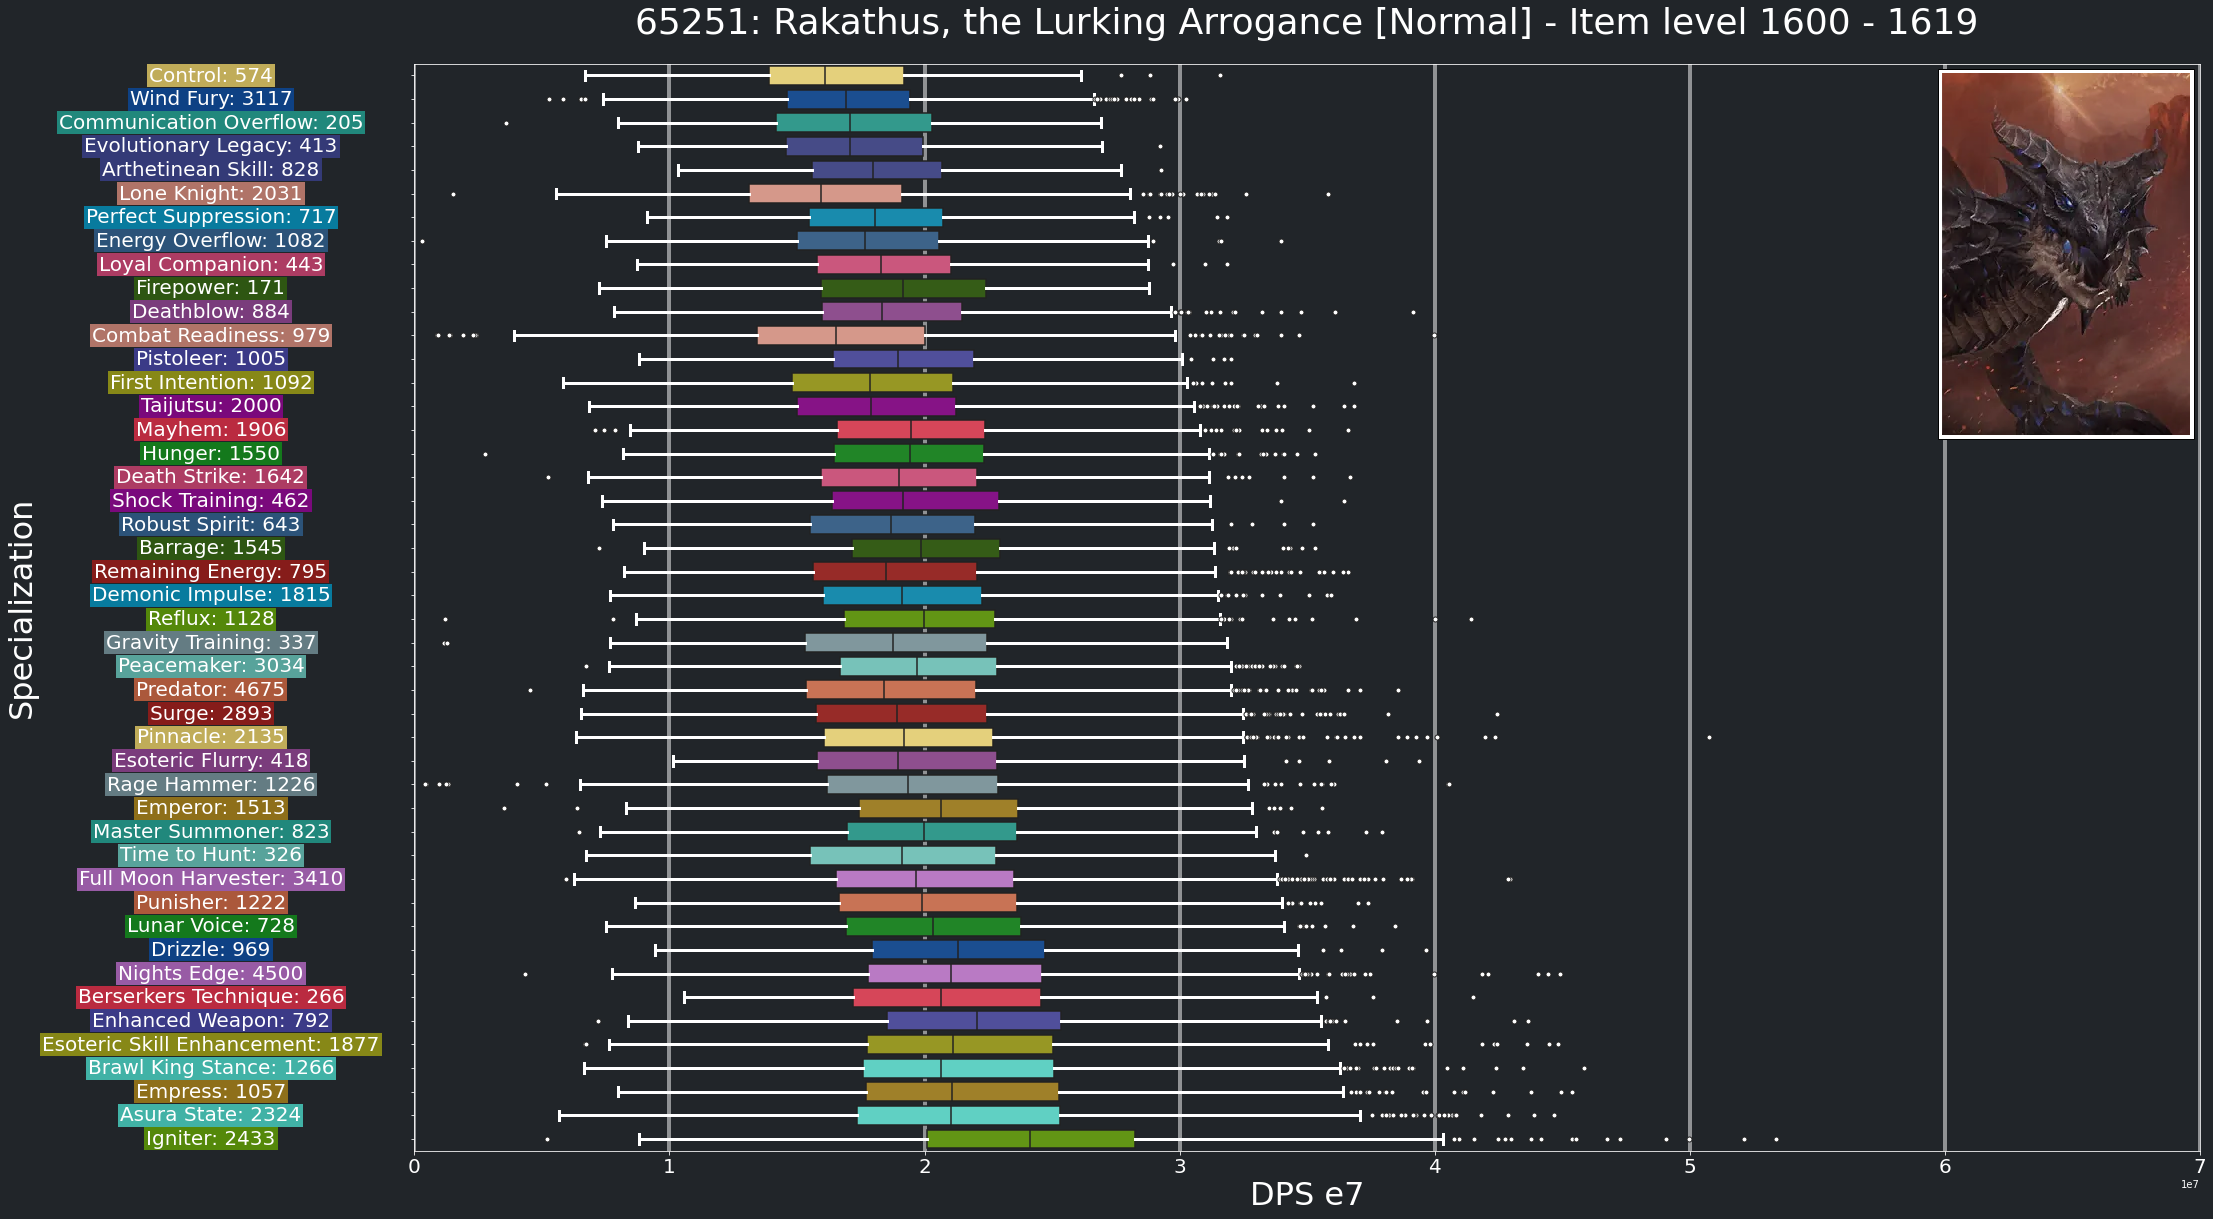 65251: Rakathus, the Lurking Arrogance [Normal] - Item level 1600 - 1619
Specialization
Control: 574
Wind Fury: 3117
Communication Overflow: 205
Evolutionary Legacy: 413
Arthetinean Skill: 828
Lone Knight: 2031
Perfect Suppression: 717
Energy Overflow: 1082
Loyal Companion: 443
Firepower: 171
Deathblow: 884
Combat Readiness: 979
Pistoleer: 1005
First Intention: 1092
Taijutsu: 2000
Mayhem: 1906
Hunger: 1550
Death Strike: 1642
Shock Training: 462
Robust Spirit: 643
Barrage: 1545
Remaining Energy: 795
Demonic Impulse: 1815
Reflux: 1128
Gravity Training: 337
Peacemaker: 3034
Predator: 4675
Surge: 2893
Pinnacle: 2135
Esoteric Flurry: 418
Rage Hammer: 1226
Emperor: 1513
Master Summoner: 823
Time to Hunt: 326
Full Moon Harvester: 3410
Punisher: 1222
Lunar Voice: 728
Drizzle: 969
Nights Edge: 4500
Berserkers Technique: 266
Enhanced Weapon: 792
Esoteric Skill Enhancement: 1877
Brawl King Stance: 1266
Empress: 1057
Asura State: 2324
Igniter: 2433
0 1 2 3 4 5 6 7
DPS e7
1e7